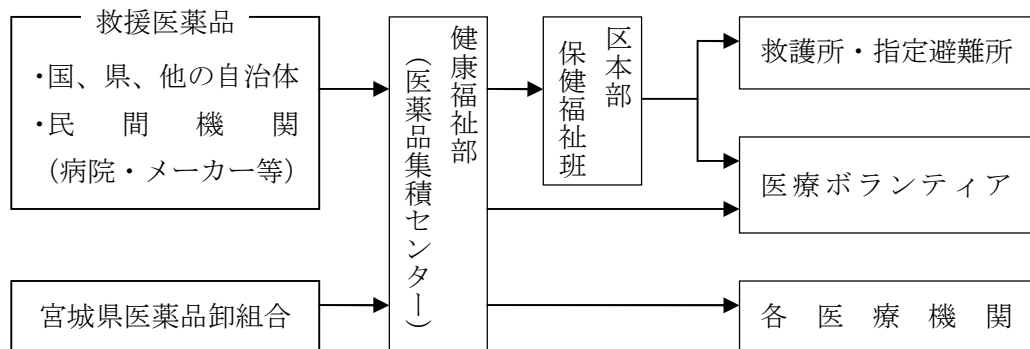 救援医薬品
・国、県、他の自治体
・民間機関
（病院・メーカー等）
宮城県医薬品卸組合
健康福祉部
（医薬品集積センター）
区本部
保健福祉班
救護所・指定避難所
医療ボランティア
各医療機関